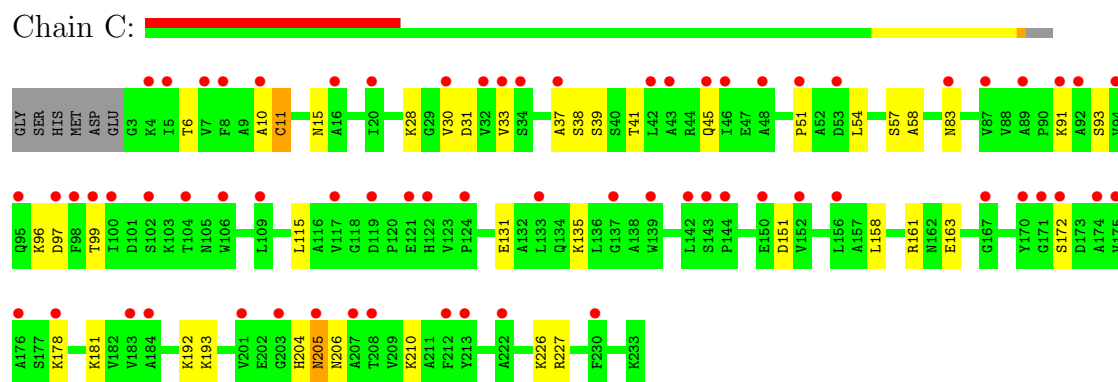 Chain C:
GLY SER HIS MET ASP GLU G3 K4 I5 T6 V7 F8 A9 A10 C11 N15 A16 I20 K28 G29 V30 D31 V32 V33 S34 A37 S38 S39 S40 T41 L42 A43 R44 Q45 I46 E47 A48 P51 A52 D53 L54 S57 A58 N83 V87 V88 A89 P90 K91 A92 S93
Q95 K96 D97 F98 T99 I100 D101 S102 K103 T104 N105 W106 L109 L115 A116 V117 G118 D119 P120 E121 H122 V123 P124 E131 A132 L133 Q134 K135 L136 G137 A138 W139 L142 S143 P144 E150 D151 V152 L156 A157 L158 R161 N162 E163 G167 Y170 G171 S172 D173 A174
A176 S177 K178 K181 V182 V183 A184 K192 K193 V201 E202 G203 H204 N205 N206 A207 T208 V209 K210 A211 F212 Y213 A222 K226 R227 F230 K233